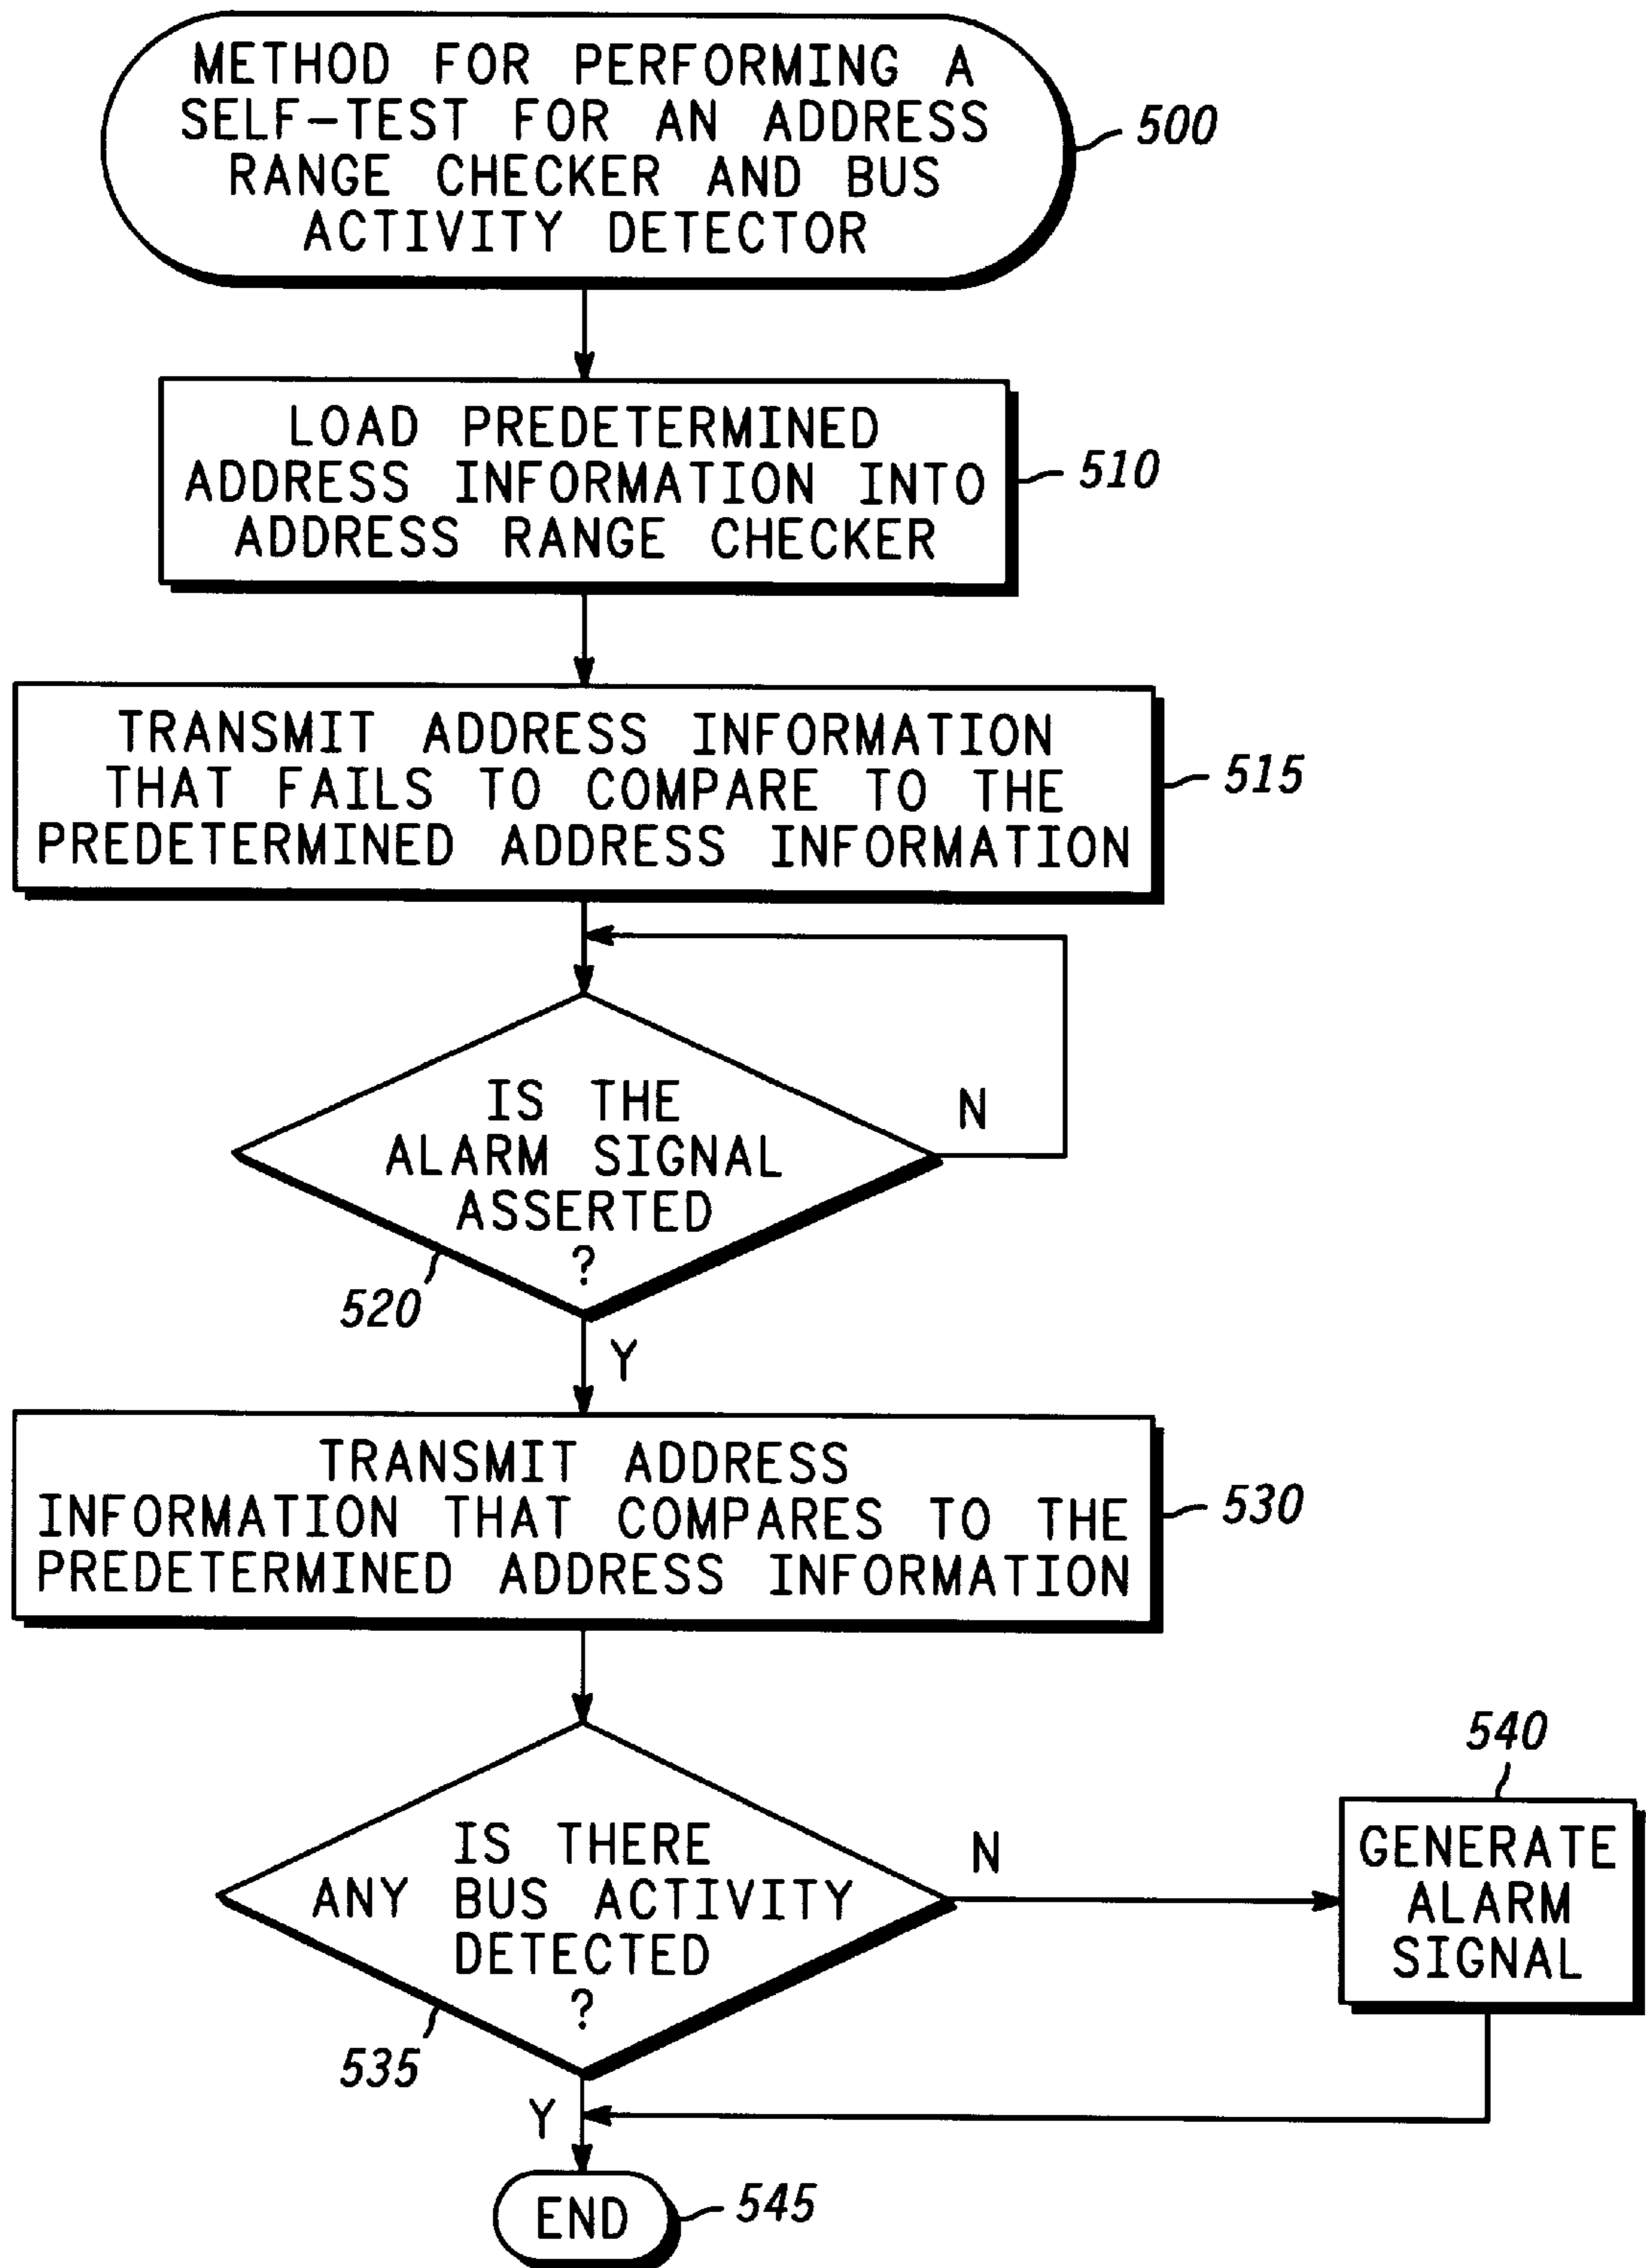 METHOD FOR PERFORMING A
SELF-TEST FOR AN ADDRESS
RANGE CHECKER AND BUS
ACTIVITY DETECTOR
500
LOAD PREDETERMINED
ADDRESS INFORMATION INTO
ADDRESS RANGE CHECKER
510
TRANSMIT ADDRESS INFORMATION
THAT FAILS TO COMPARE TO THE
PREDETERMINED ADDRESS INFORMATION
515
IS THE
ALARM SIGNAL
ASSERTED
?
N
520
Y
TRANSMIT ADDRESS
INFORMATION THAT COMPARES TO THE
PREDETERMINED ADDRESS INFORMATION
530
IS THERE
ANY BUS ACTIVITY
DETECTED
?
N
535
540
GENERATE
ALARM
SIGNAL
Y
END
545